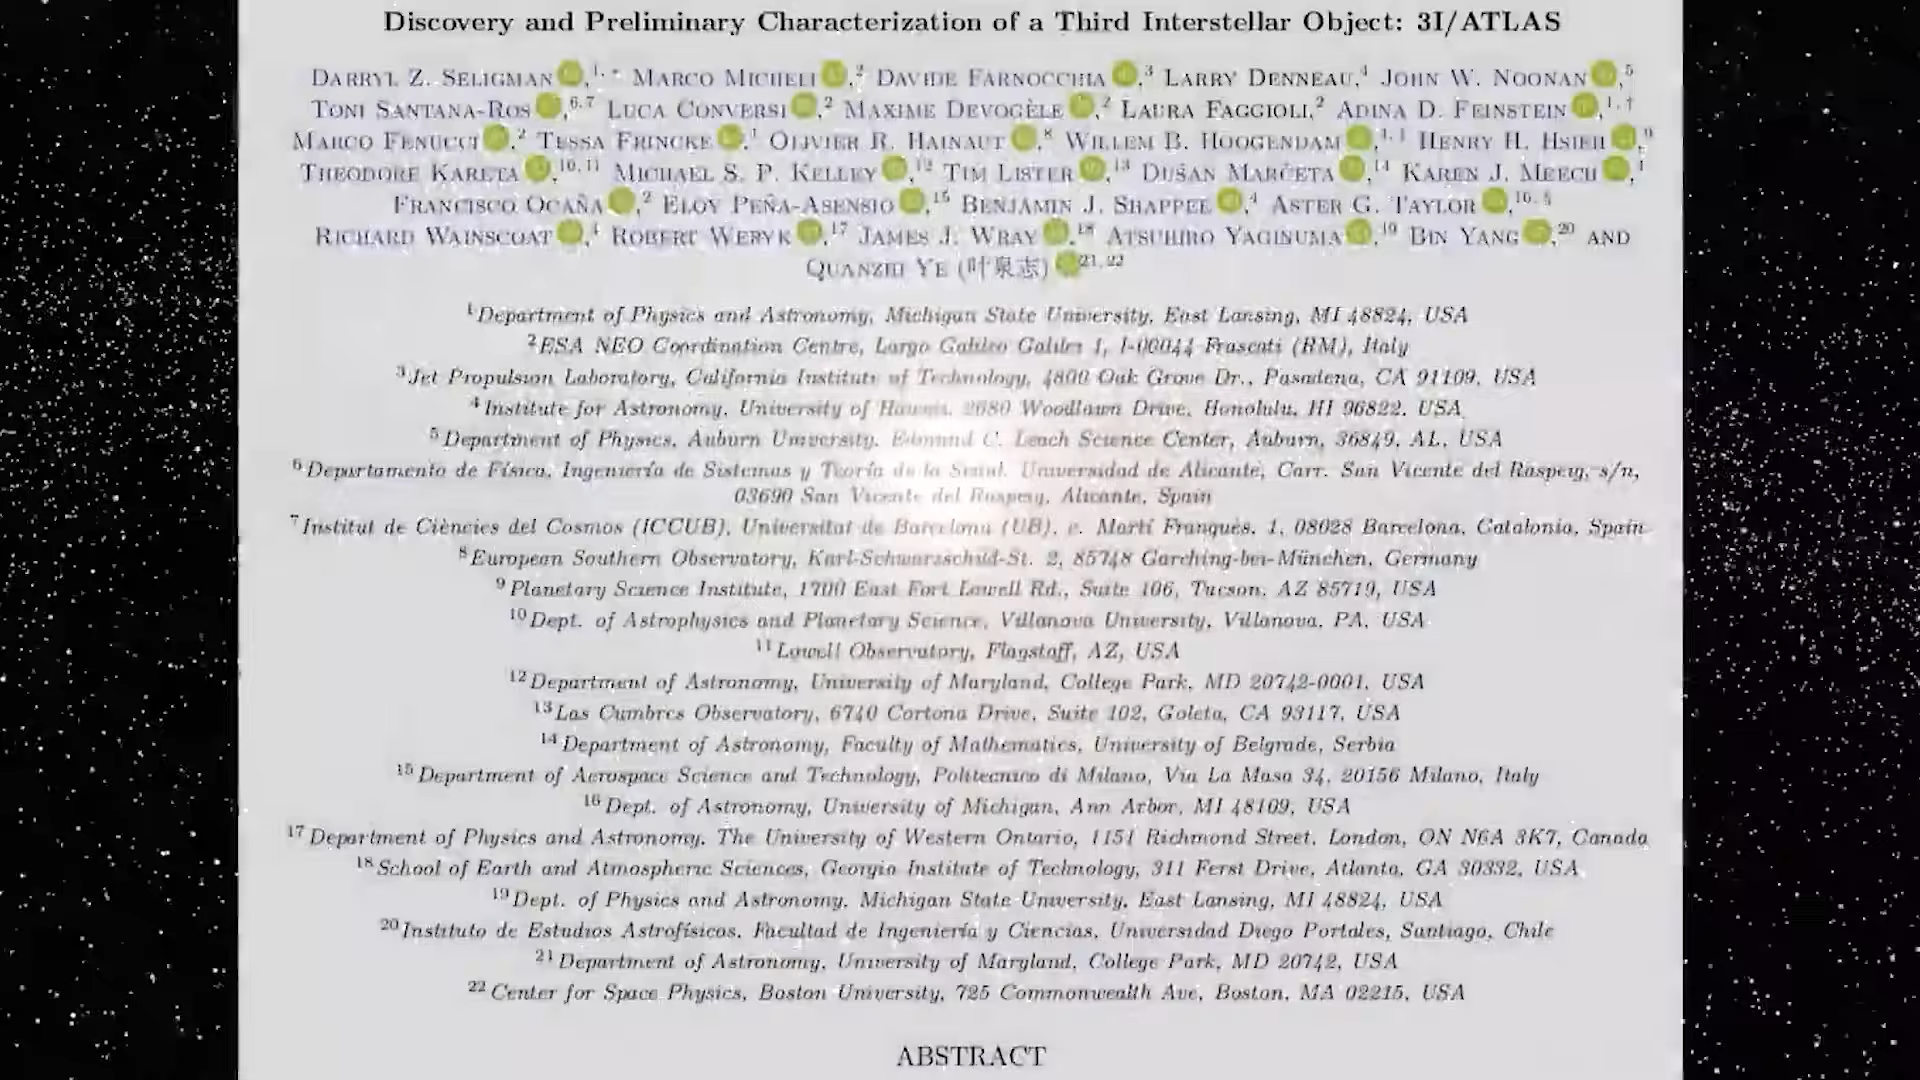 Discovery and Preliminary Characterization of a Third Interstellar Object: 3I/ATLAS
DARRYL Z. SELIGMAN,1, * MARCO MICHELI,2 DAVIDE FARNOCCHIA,3 LARRY DENNEAU,4 JOHN W. NOONAN,5
TONI SANTANA-ROS,6,7 LUCA CONVERSI,2 MAXIME DEVOGÈLE,2 LAURA FAGGIOLI,2 ADINA D. FEINSTEIN,1, †
MARCO FENUCCI,2 TESSA FRINCKE,1 OLIVIER R. HAINAUT,8 WILLEM B. HOOGENDAM,4, ‡ HENRY H. HSIEH,9
THEODORE KARETA,10,11 MICHAEL S. P. KELLEY,12 TIM LISTER,13 DUŠAN MARČETA,14 KAREN J. MEECH,4
FRANCISCO OCAÑA,2 ELOY PEÑA-ASENSIO,15 BENJAMIN J. SHAPPEE,4 ASTER G. TAYLOR,16, §
RICHARD WAINSCOAT,4 ROBERT WERYK,17 JAMES J. WRAY,18 ATSUHIRO YAGINUMA,19 BIN YANG,20 AND
QUANZHI YE (叶泉志)21, 22
1Department of Physics and Astronomy, Michigan State University, East Lansing, MI 48824, USA
2ESA NEO Coordination Centre, Largo Galileo Galilei 1, I-00044 Frascati (RM), Italy
3Jet Propulsion Laboratory, California Institute of Technology, 4800 Oak Grove Dr., Pasadena, CA 91109, USA
4Institute for Astronomy, University of Hawaii, 2680 Woodlawn Drive, Honolulu, HI 96822, USA
5Department of Physics, Auburn University, Edmund C. Leach Science Center, Auburn, 36849, AL, USA
6Departamento de Física, Ingeniería de Sistemas y Teoría de la Señal, Universidad de Alicante, Carr. San Vicente del Raspeig, s/n,
03690 San Vicente del Raspeig, Alicante, Spain
7Institut de Ciències del Cosmos (ICCUB), Universitat de Barcelona (UB), c. Martí Franquès, 1, 08028 Barcelona, Catalonia, Spain
8European Southern Observatory, Karl-Schwarzschild-St. 2, 85748 Garching-bei-München, Germany
9Planetary Science Institute, 1700 East Fort Lowell Rd., Suite 106, Tucson, AZ 85719, USA
10Dept. of Astrophysics and Planetary Science, Villanova University, Villanova, PA, USA
11Lowell Observatory, Flagstaff, AZ, USA
12Department of Astronomy, University of Maryland, College Park, MD 20742-0001, USA
13Las Cumbres Observatory, 6740 Cortona Drive, Suite 102, Goleta, CA 93117, USA
14Department of Astronomy, Faculty of Mathematics, University of Belgrade, Serbia
15Department of Aerospace Science and Technology, Politecnico di Milano, Via La Masa 34, 20156 Milano, Italy
16Dept. of Astronomy, University of Michigan, Ann Arbor, MI 48109, USA
17Department of Physics and Astronomy, The University of Western Ontario, 1151 Richmond Street, London, ON N6A 3K7, Canada
18School of Earth and Atmospheric Sciences, Georgia Institute of Technology, 311 Ferst Drive, Atlanta, GA 30332, USA
19Dept. of Physics and Astronomy, Michigan State University, East Lansing, MI 48824, USA
20Instituto de Estudios Astrofísicos, Facultad de Ingeniería y Ciencias, Universidad Diego Portales, Santiago, Chile
21Department of Astronomy, University of Maryland, College Park, MD 20742, USA
22Center for Space Physics, Boston University, 725 Commonwealth Ave, Boston, MA 02215, USA
ABSTRACT